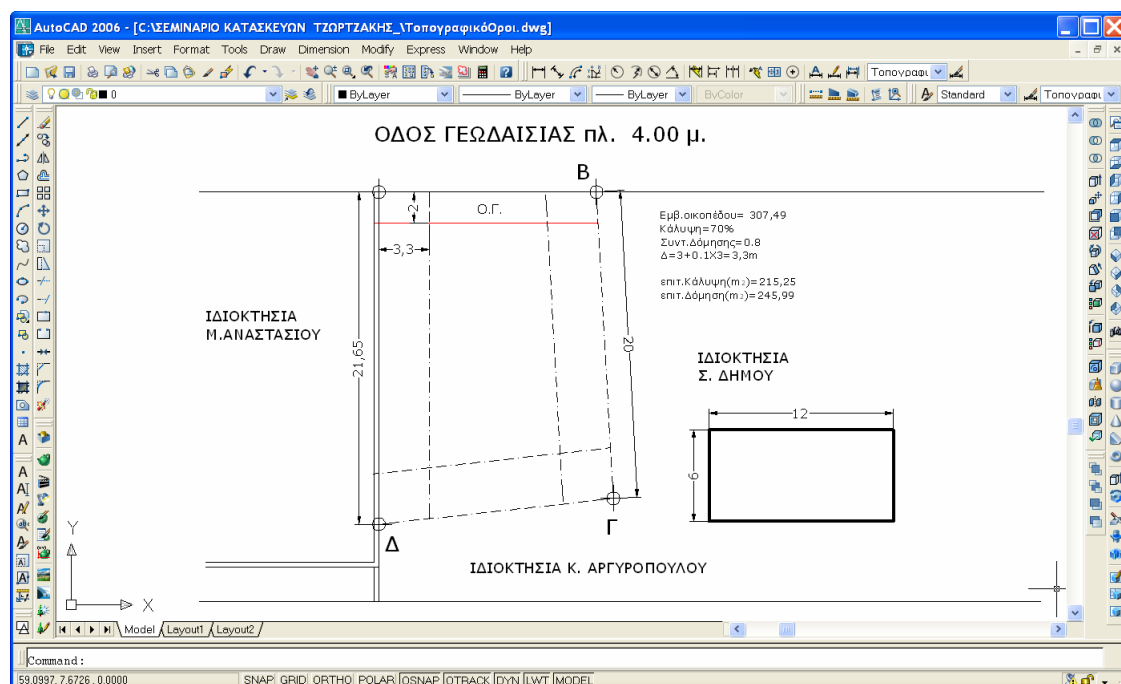 AutoCAD 2006 - [C:\ΣΕΜΙΝΑΡΙΟ ΚΑΤΑΣΚΕΥΩΝ ΤΖΩΡΤΖΑΚΗΣ_\ΤοπογραφικόΟροι.dwg]
File Edit View Insert Format Tools Draw Dimension Modify Express Window Help
Τοπογραφι
0 ByLayer ByLayer ByLayer ByColor Standard Τοπογραφι
ΟΔΟΣ ΓΕΩΔΑΙΣΙΑΣ πλ. 4.00 μ.
Β
2
Ο.Γ.
3,3
Εμβ.οικοπέδου= 307,49
Κάλυψη=70%
Συντ.Δόμησης=0.8
Δ=3+0.1Χ3=3,3m
επιτ.Κάλυψη(m2)=215,25
επιτ.Δόμηση(m2)=245,99
ΙΔΙΟΚΤΗΣΙΑ
Μ.ΑΝΑΣΤΑΣΙΟΥ
21,65
20
ΙΔΙΟΚΤΗΣΙΑ
Σ. ΔΗΜΟΥ
12
6
Γ
Δ
ΙΔΙΟΚΤΗΣΙΑ Κ. ΑΡΓΥΡΟΠΟΥΛΟΥ
Y
X
Model Layout1 Layout2
Command:
59.0997, 7.6726, 0.0000 SNAP GRID ORTHO POLAR OSNAP OTRACK DYN LWT MODEL